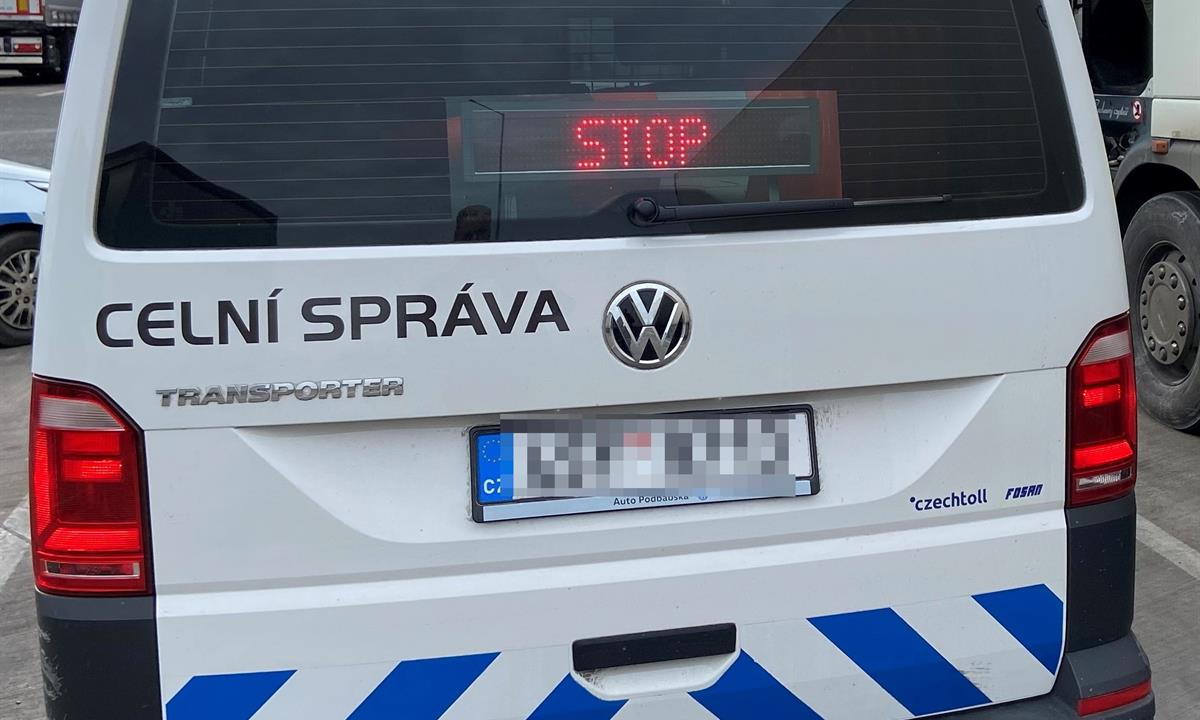 STOP
CELNÍ SPRÁVA
TRANSPORTER
CZ
Auto Podbabská
czechtoll FOSAN